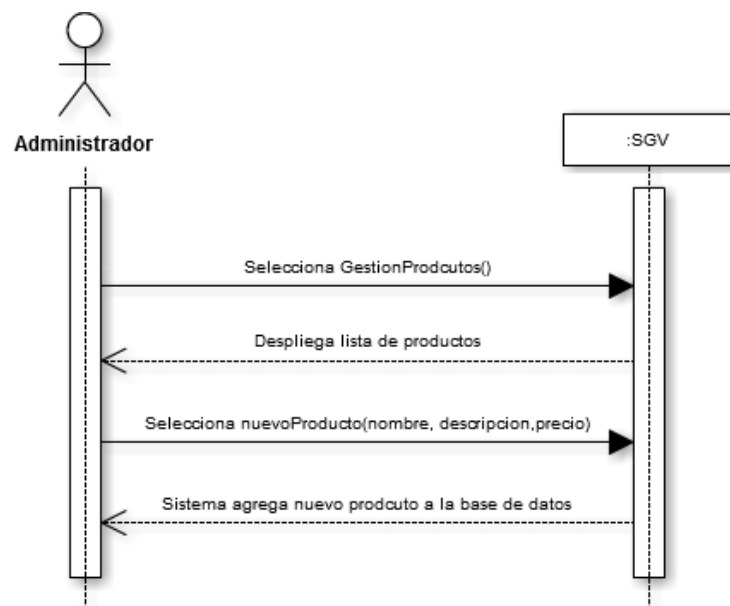 Administrador
:SGV
Selecciona GestionProdcutos()
Despliega lista de productos
Selecciona nuevoProducto(nombre, descripcion,precio)
Sistema agrega nuevo prodcuto a la base de datos